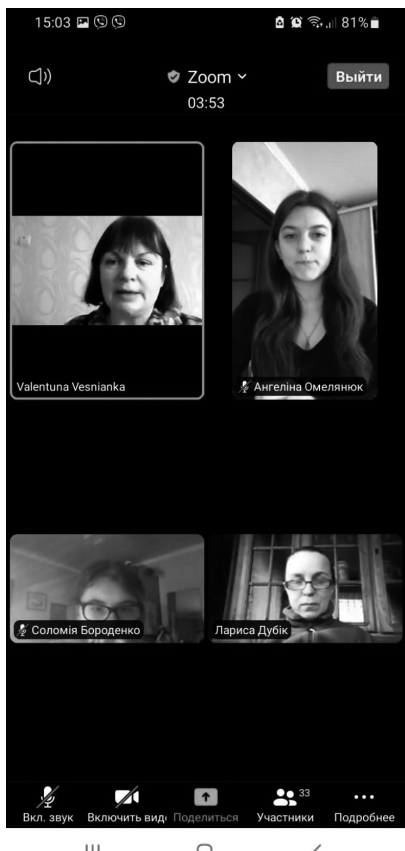 15:03 81%
Zoom Выйти
03:53
Valentuna Vesnianka
Ангеліна Омелянюк
Соломія Бороденко
Лариса Дубік
33
Вкл. звук Включить виде Поделиться Участники Подробнее